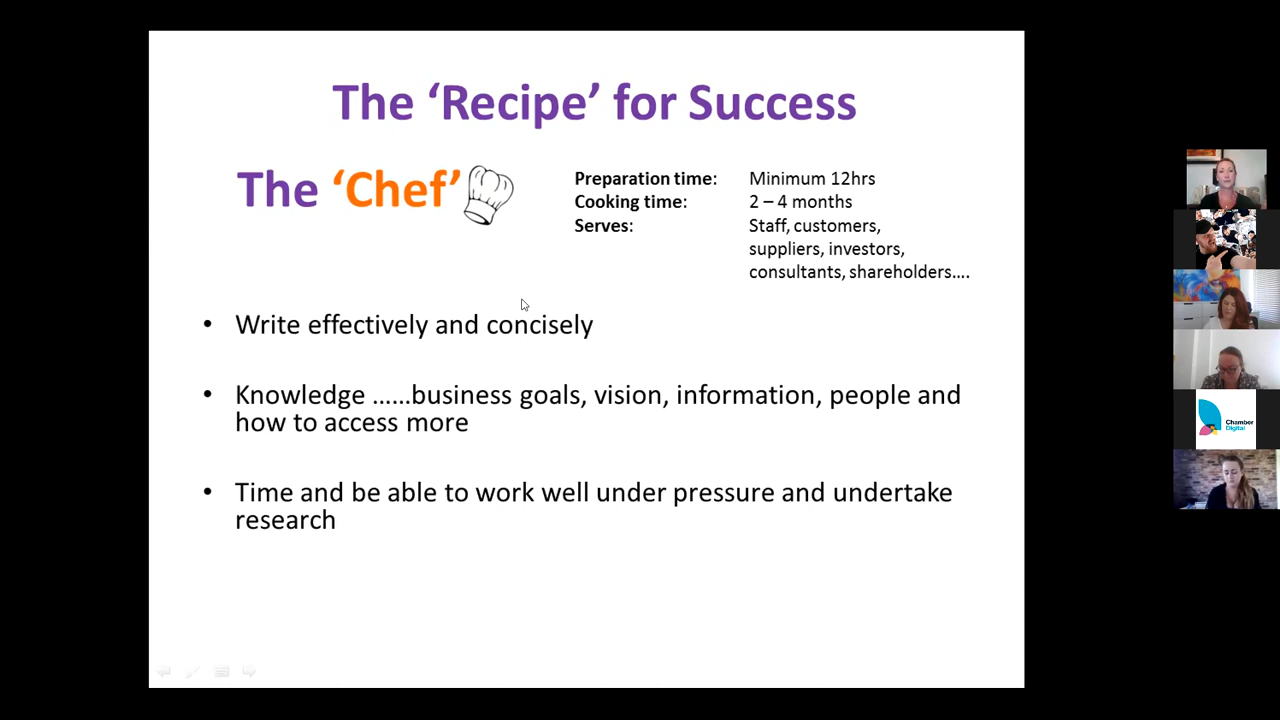 The ‘Recipe’ for Success
The ‘Chef’
Preparation time: Minimum 12hrs
Cooking time: 2 – 4 months
Serves: Staff, customers,
suppliers, investors,
consultants, shareholders....
• Write effectively and concisely
• Knowledge ......business goals, vision, information, people and
how to access more
• Time and be able to work well under pressure and undertake
research
Chamber
Digital